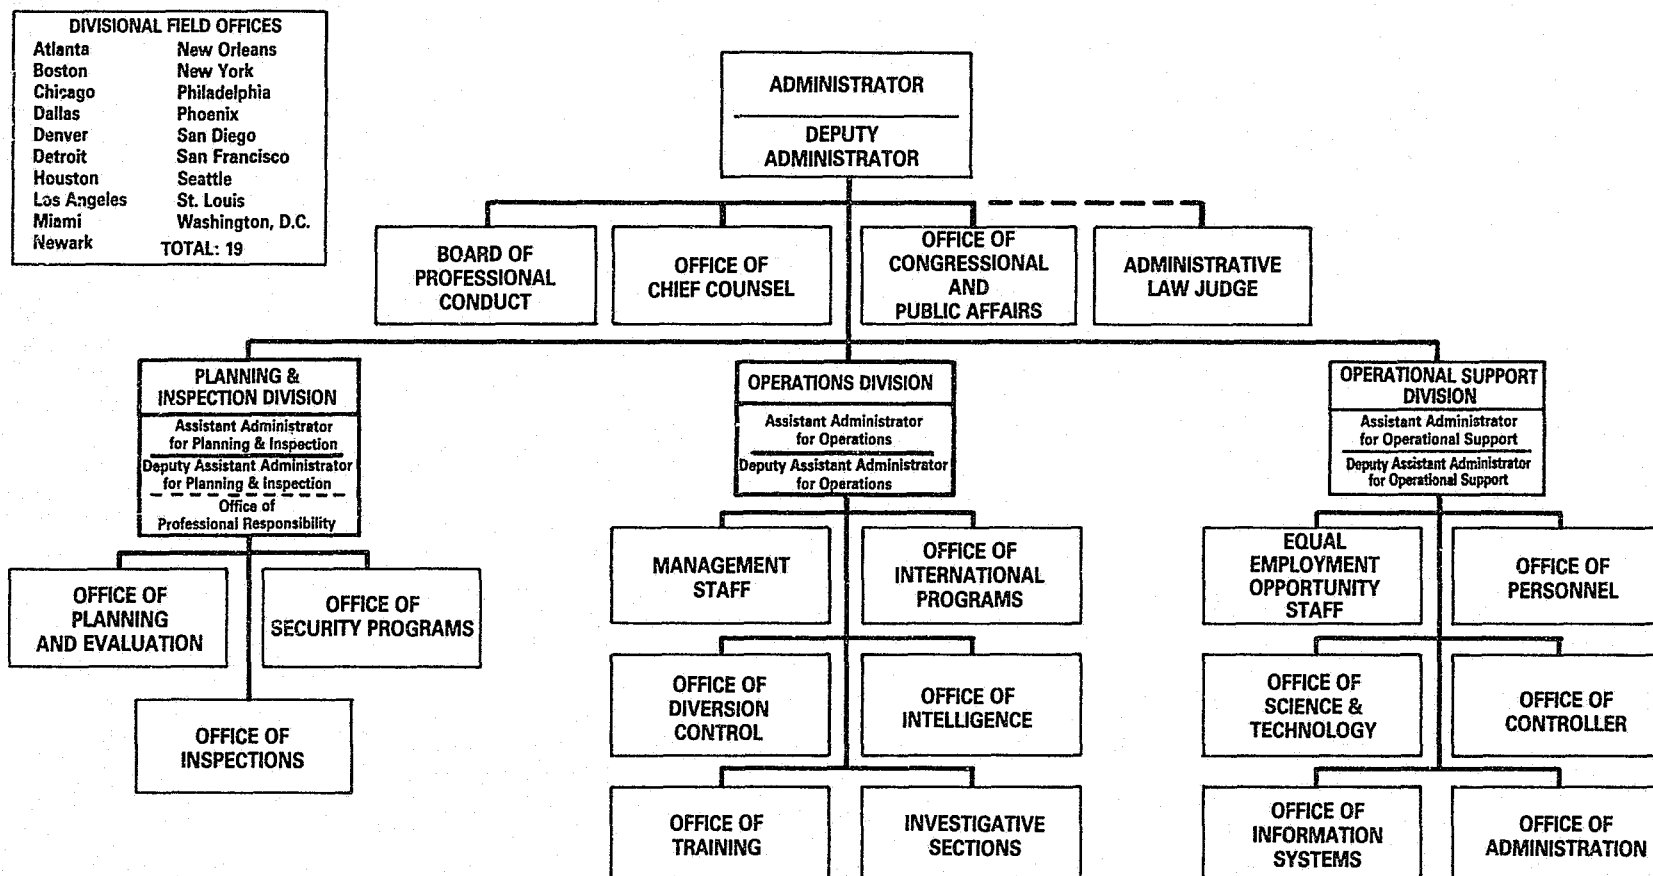 DIVISIONAL FIELD OFFICES
Atlanta New Orleans
Boston New York
Chicago Philadelphia
Dallas Phoenix
Denver San Diego
Detroit San Francisco
Houston Seattle
Los Angeles St. Louis
Miami Washington, D.C.
Newark TOTAL: 19
ADMINISTRATOR
DEPUTY
ADMINISTRATOR
BOARD OF
PROFESSIONAL
CONDUCT
OFFICE OF
CHIEF COUNSEL
OFFICE OF
CONGRESSIONAL
AND
PUBLIC AFFAIRS
ADMINISTRATIVE
LAW JUDGE
PLANNING &
INSPECTION DIVISION
Assistant Administrator
for Planning & Inspection
Deputy Assistant Administrator
for Planning & Inspection
Office of
Professional Responsibility
OPERATIONS DIVISION
Assistant Administrator
for Operations
Deputy Assistant Administrator
for Operations
OPERATIONAL SUPPORT
DIVISION
Assistant Administrator
for Operational Support
Deputy Assistant Administrator
for Operational Support
OFFICE OF
PLANNING
AND EVALUATION
OFFICE OF
SECURITY PROGRAMS
OFFICE OF
INSPECTIONS
MANAGEMENT
STAFF
OFFICE OF
INTERNATIONAL
PROGRAMS
OFFICE OF
DIVERSION
CONTROL
OFFICE OF
INTELLIGENCE
OFFICE OF
TRAINING
INVESTIGATIVE
SECTIONS
EQUAL
EMPLOYMENT
OPPORTUNITY
STAFF
OFFICE OF
PERSONNEL
OFFICE OF
SCIENCE &
TECHNOLOGY
OFFICE OF
CONTROLLER
OFFICE OF
INFORMATION
SYSTEMS
OFFICE OF
ADMINISTRATION